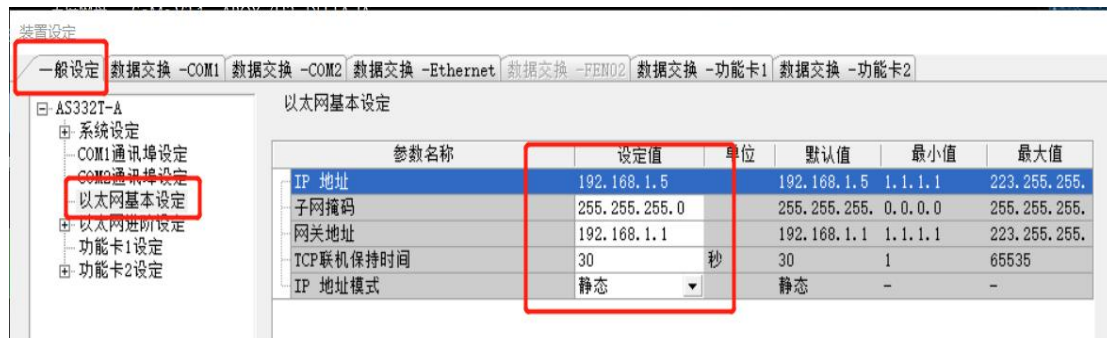 装置设定
一般设定 数据交换 -COM1 数据交换 -COM2 数据交换 -Ethernet 数据交换 -FEN02 数据交换 -功能卡1 数据交换 -功能卡2
AS332T-A
系统设定
COM1通讯埠设定
COM2通讯埠设定
以太网基本设定
以太网进阶设定
功能卡1设定
功能卡2设定
以太网基本设定
参数名称 设定值 单位 默认值 最小值 最大值
IP 地址 192.168.1.5 192.168.1.5 1.1.1.1 223.255.255.
子网掩码 255.255.255.0 255.255.255. 0.0.0.0 255.255.255.
网关地址 192.168.1.1 192.168.1.1 1.1.1.1 223.255.255.
TCP联机保持时间 30 秒 30 1 65535
IP 地址模式 静态 静态 - -